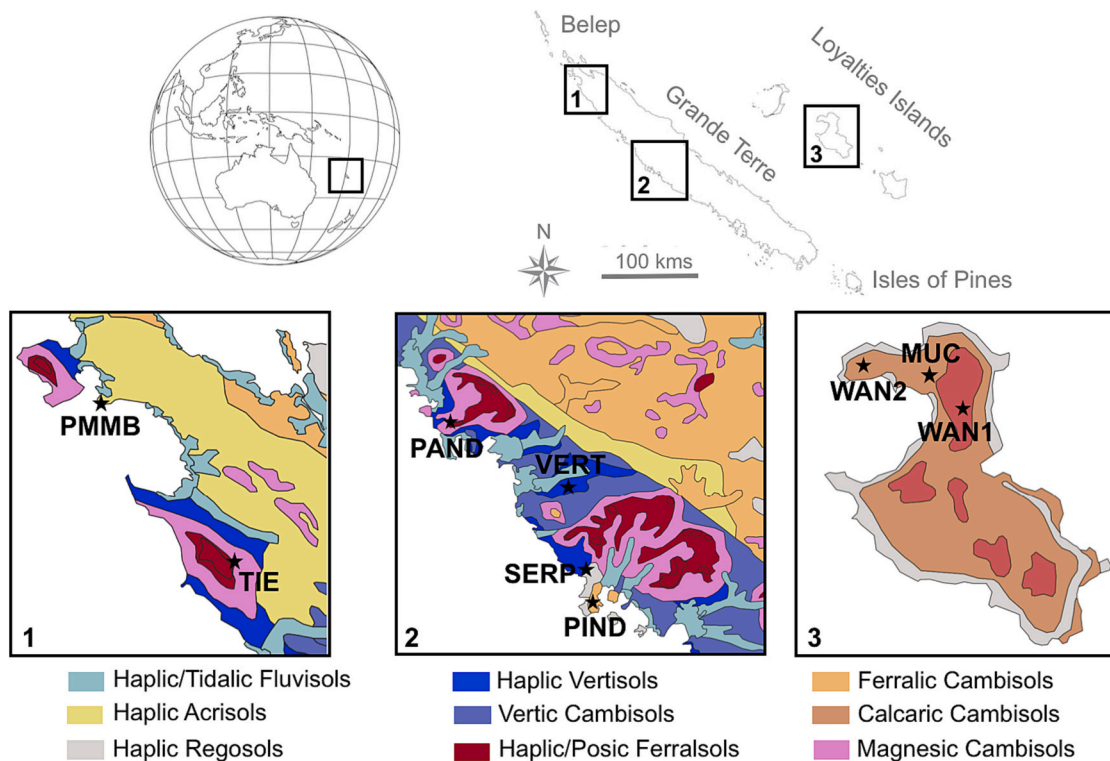 Belep
Loyalties Islands
Grande Terre
1
2
3
N
100 kms
Isles of Pines
PMMB
TIE
1
PAND
VERT
SERP
PIND
2
WAN2
MUC
WAN1
3
Haplic/Tidalic Fluvisols
Haplic Acrisols
Haplic Regosols
Haplic Vertisols
Vertic Cambisols
Haplic/Posic Ferralsols
Ferralic Cambisols
Calcaric Cambisols
Magnesic Cambisols